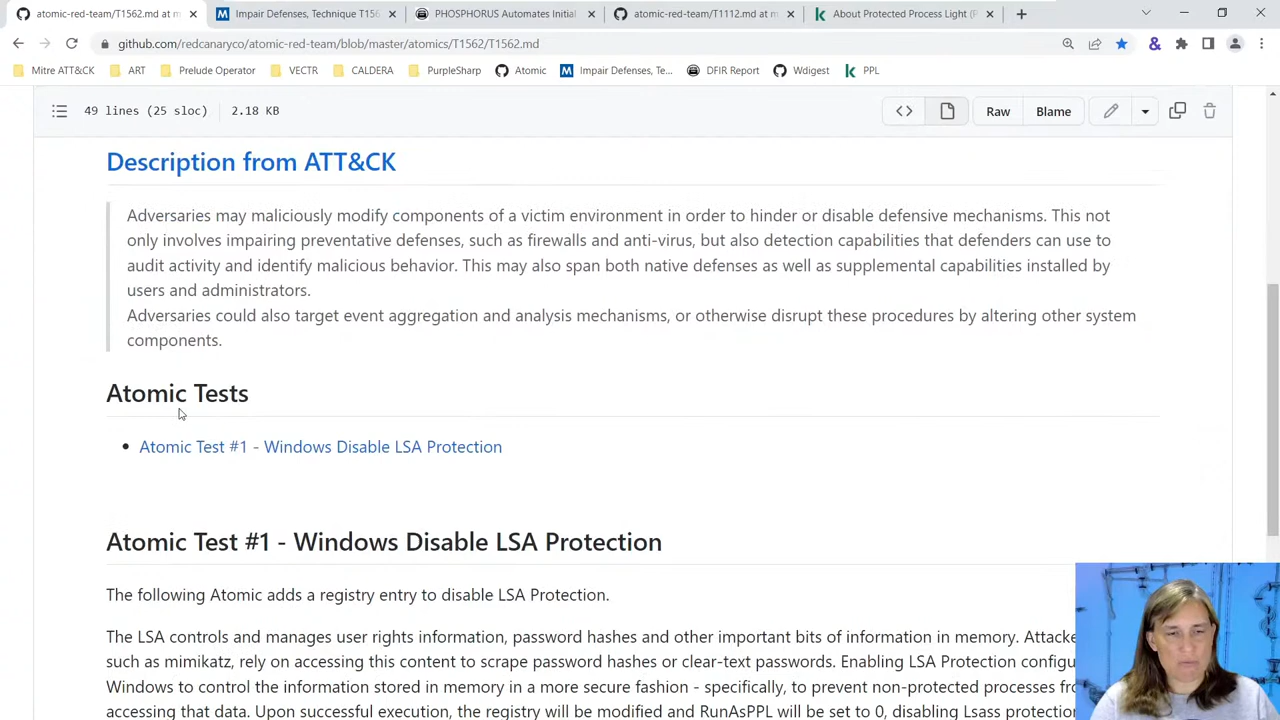 atomic-red-team/T1562.md at m
Impair Defenses, Technique T156
PHOSPHORUS Automates Initial
atomic-red-team/T1112.md at m
About Protected Process Light (P
github.com/redcanaryco/atomic-red-team/blob/master/atomics/T1562/T1562.md
Mitre ATT&CK ART Prelude Operator VECTR CALDERA PurpleSharp Atomic Impair Defenses, Te... DFIR Report Wdigest PPL
49 lines (25 sloc) 2.18 KB Raw Blame
Description from ATT&CK
Adversaries may maliciously modify components of a victim environment in order to hinder or disable defensive mechanisms. This not
only involves impairing preventative defenses, such as firewalls and anti-virus, but also detection capabilities that defenders can use to
audit activity and identify malicious behavior. This may also span both native defenses as well as supplemental capabilities installed by
users and administrators.
Adversaries could also target event aggregation and analysis mechanisms, or otherwise disrupt these procedures by altering other system
components.
Atomic Tests
• Atomic Test #1 - Windows Disable LSA Protection
Atomic Test #1 - Windows Disable LSA Protection
The following Atomic adds a registry entry to disable LSA Protection.
The LSA controls and manages user rights information, password hashes and other important bits of information in memory. Attacke
such as mimikatz, rely on accessing this content to scrape password hashes or clear-text passwords. Enabling LSA Protection configu
Windows to control the information stored in memory in a more secure fashion - specifically, to prevent non-protected processes fr
accessing that data. Upon successful execution, the registry will be modified and RunAsPPL will be set to 0, disabling Lsass protectio